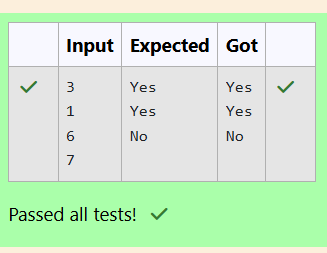 Input Expected Got
3 Yes Yes
1 Yes Yes
6 No No
7
Passed all tests!